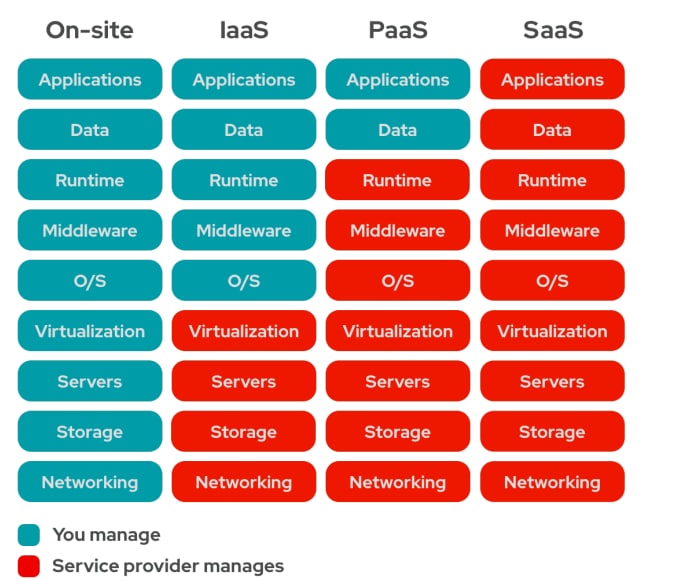 On-site IaaS PaaS SaaS
Applications Applications Applications Applications
Data Data Data Data
Runtime Runtime Runtime Runtime
Middleware Middleware Middleware Middleware
O/S O/S O/S O/S
Virtualization Virtualization Virtualization Virtualization
Servers Servers Servers Servers
Storage Storage Storage Storage
Networking Networking Networking Networking
You manage
Service provider manages